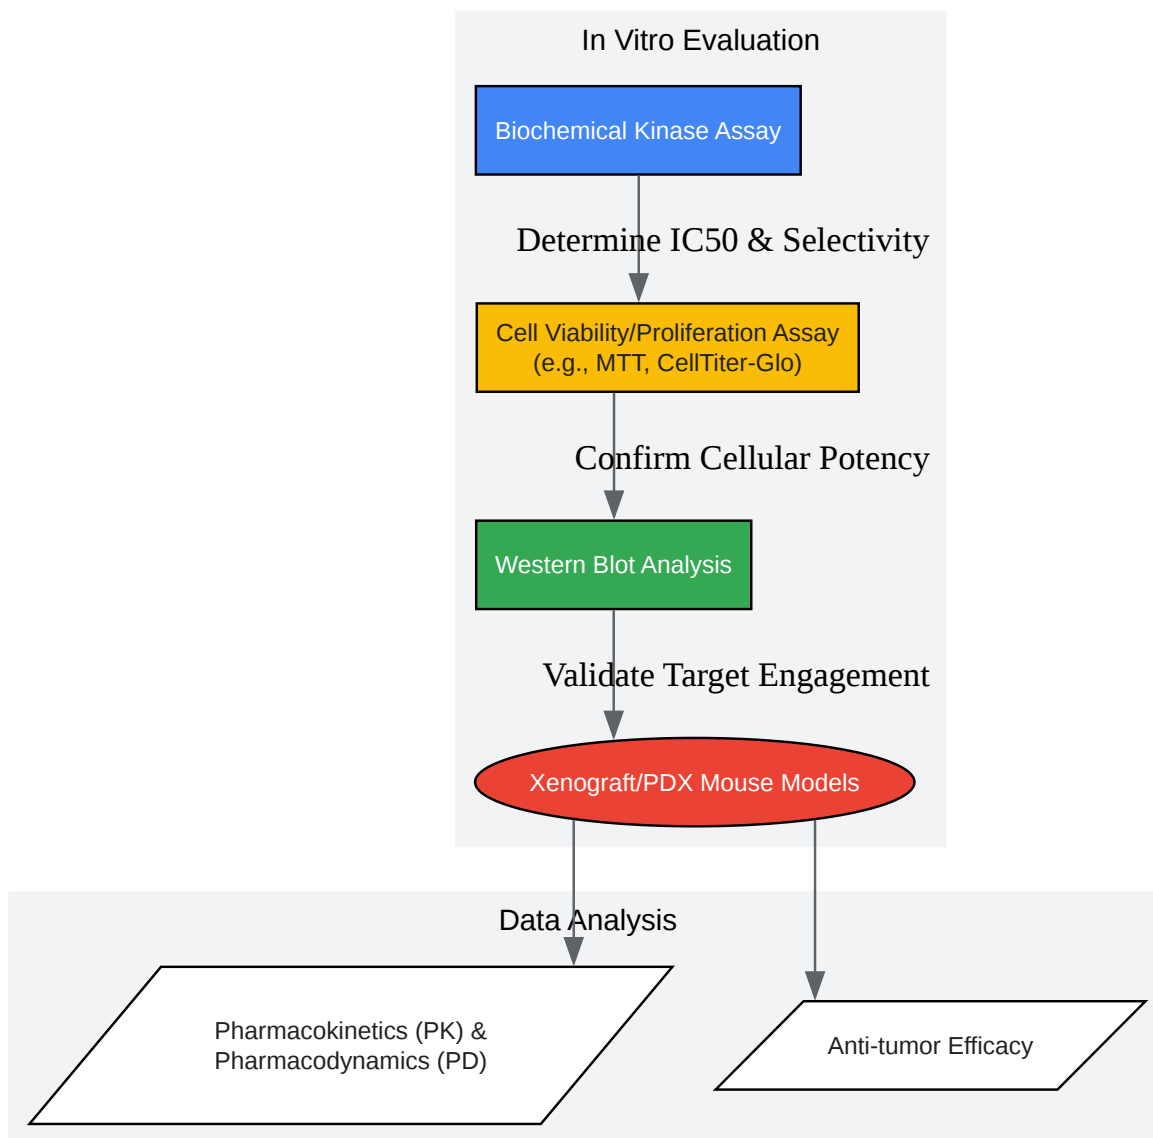 In Vitro Evaluation
Biochemical Kinase Assay
Determine IC50 & Selectivity
Cell Viability/Proliferation Assay
(e.g., MTT, CellTiter-Glo)
Confirm Cellular Potency
Western Blot Analysis
Validate Target Engagement
Xenograft/PDX Mouse Models
Data Analysis
Pharmacokinetics (PK) &
Pharmacodynamics (PD)
Anti-tumor Efficacy